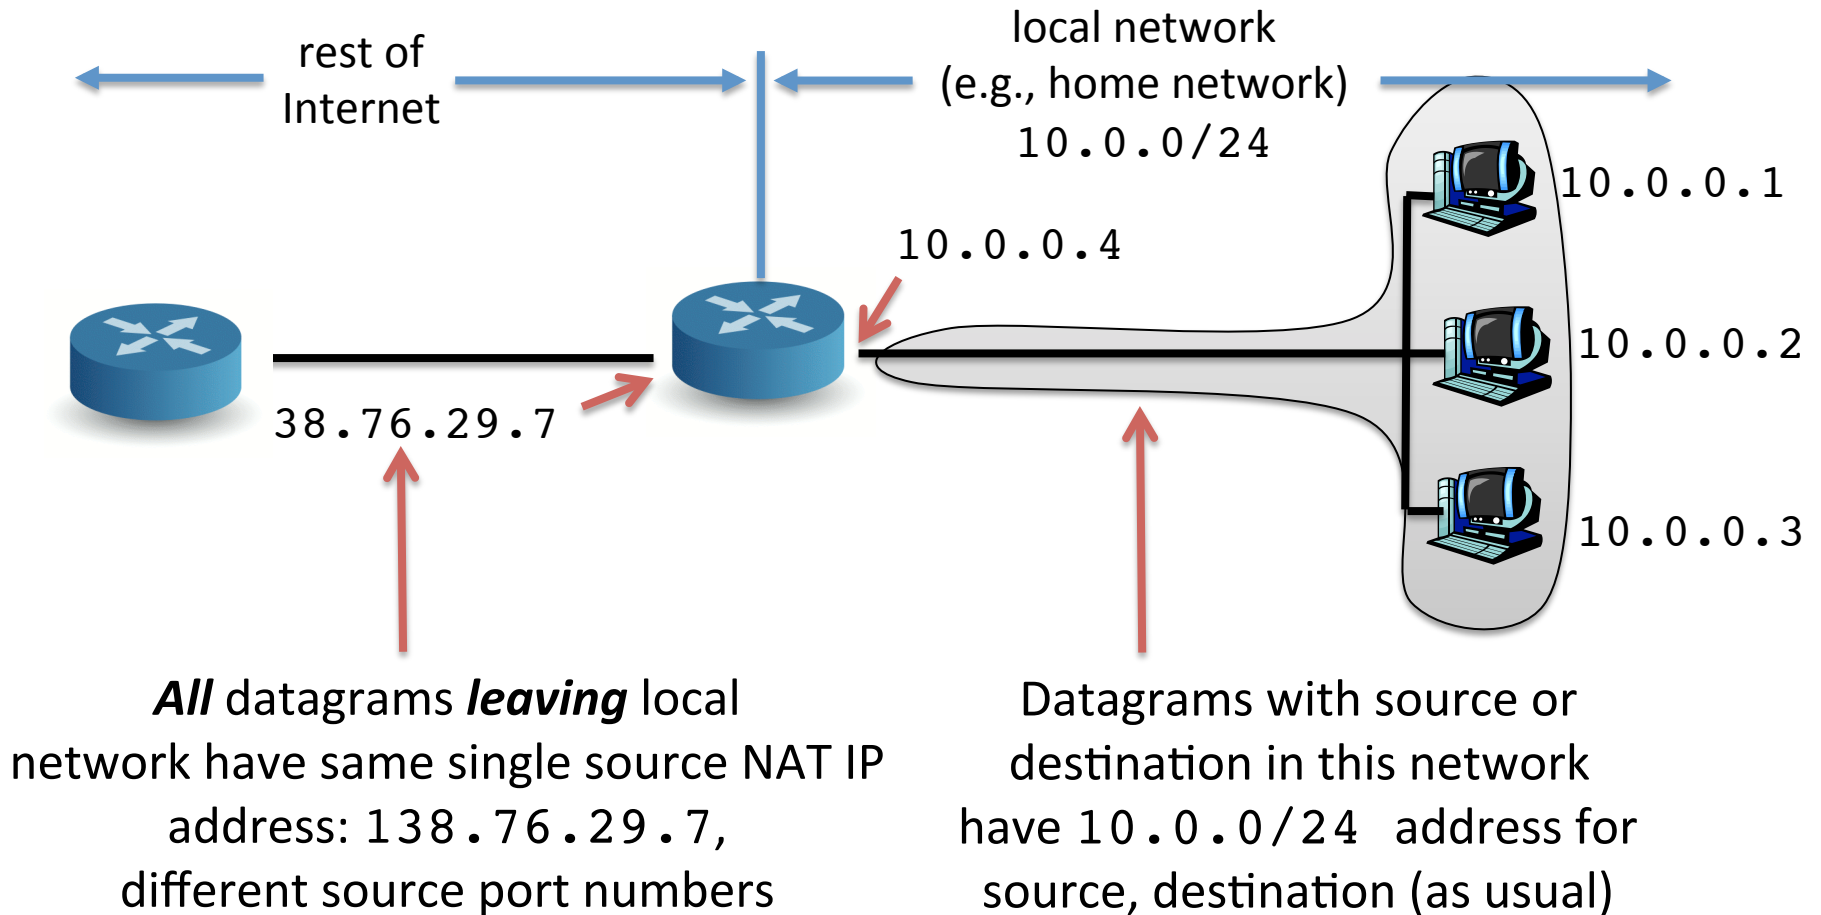 rest of
Internet
local network
(e.g., home network)
10.0.0/24
10.0.0.1
10.0.0.4
10.0.0.2
38.76.29.7
10.0.0.3
All datagrams leaving local
network have same single source NAT IP
address: 138.76.29.7,
different source port numbers
Datagrams with source or
destination in this network
have 10.0.0/24 address for
source, destination (as usual)